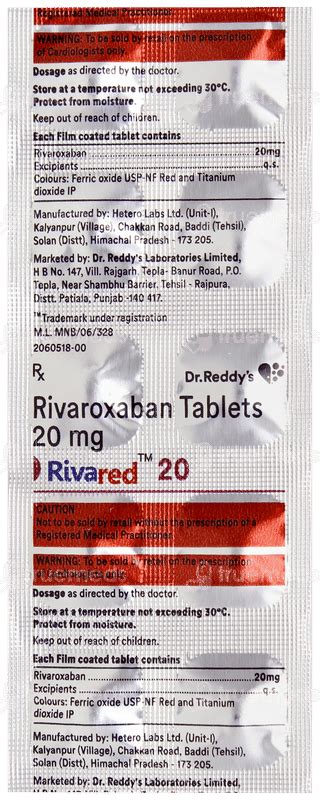 Registered Medical Practitioner
WARNING: To be sold by retail on the prescription
of Cardiologists only.
Dosage as directed by the doctor.
Store at a temperature not exceeding 30°C.
Protect from moisture.
Keep out of reach of children.
Each Film coated tablet contains
Rivaroxaban 20mg
Excipients q.s.
Colours: Ferric oxide USP-NF Red and Titanium
dioxide IP
Manufactured by: Hetero Labs Ltd. (Unit-I),
Kalyanpur (Village), Chakkan Road, Baddi (Tehsil),
Solan (Distt), Himachal Pradesh - 173 205.
Marketed by: Dr. Reddy's Laboratories Limited,
H B No. 147, Vill. Rajgarh, Tepla- Banur Road, P.O.
Tepla, Near Shambhu Barrier, Tehsil - Rajpura,
Distt. Patiala, Punjab -140 417.
™Trademark under registration
M.L. MNB/06/328
2060518-00
Rx
Dr.Reddy's
Rivaroxaban Tablets
20 mg
Rivared™ 20
CAUTION
Not to be sold by retail without the prescription of a
Registered Medical Practitioner
WARNING: To be sold by retail on the prescription
of Cardiologists only.
Dosage as directed by the doctor.
Store at a temperature not exceeding 30°C.
Protect from moisture.
Keep out of reach of children.
Each Film coated tablet contains
Rivaroxaban 20mg
Excipients q.s.
Colours: Ferric oxide USP-NF Red and Titanium
dioxide IP
Manufactured by: Hetero Labs Ltd. (Unit-I),
Kalyanpur (Village), Chakkan Road, Baddi (Tehsil),
Solan (Distt), Himachal Pradesh - 173 205.
Marketed by: Dr. Reddy's Laboratories Limited,